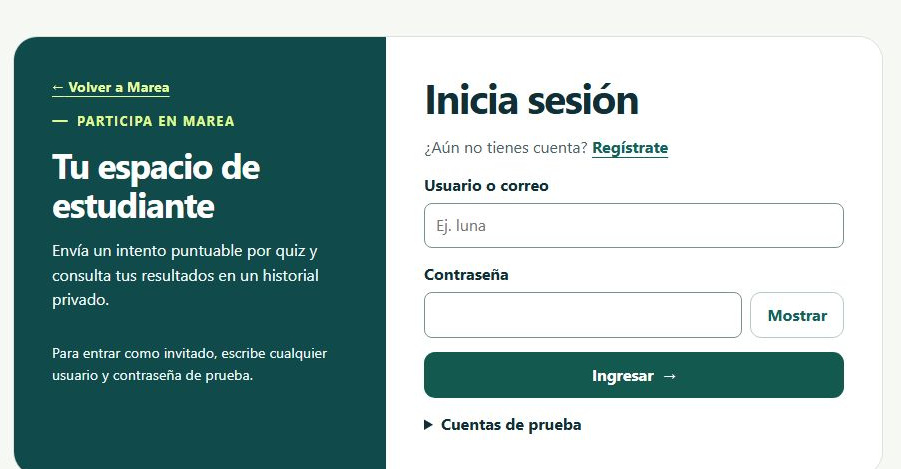 ← Volver a Marea
— PARTICIPA EN MAREA
Tu espacio de
estudiante
Envía un intento puntuable por quiz y
consulta tus resultados en un historial
privado.
Para entrar como invitado, escribe cualquier
usuario y contraseña de prueba.
Inicia sesión
¿Aún no tienes cuenta? Regístrate
Usuario o correo
Ej. luna
Contraseña
Mostrar
Ingresar →
Cuentas de prueba